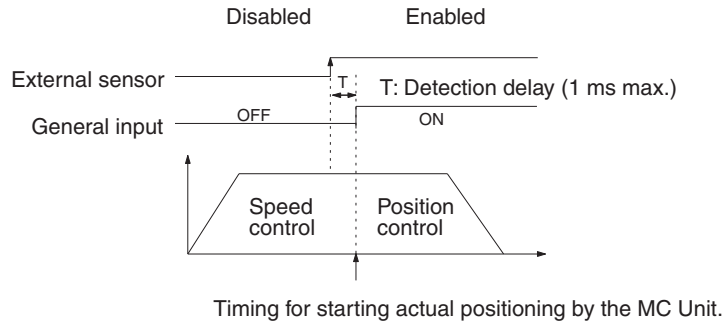 Disabled Enabled
External sensor
T T: Detection delay (1 ms max.)
General input OFF ON
Speed control
Position control
Timing for starting actual positioning by the MC Unit.